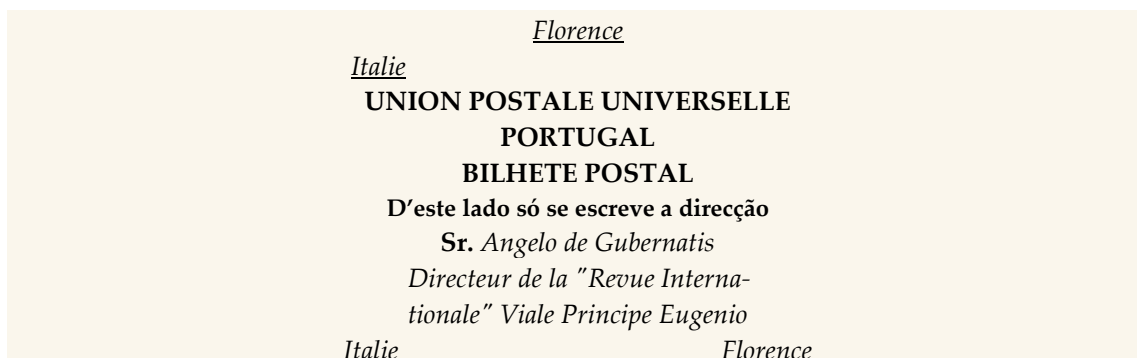 Florence
Italie
UNION POSTALE UNIVERSELLE
PORTUGAL
BILHETE POSTAL
D’este lado só se escreve a direcção
Sr. Angelo de Gubernatis
Directeur de la "Revue Interna-
tionale" Viale Principe Eugenio
Italie Florence